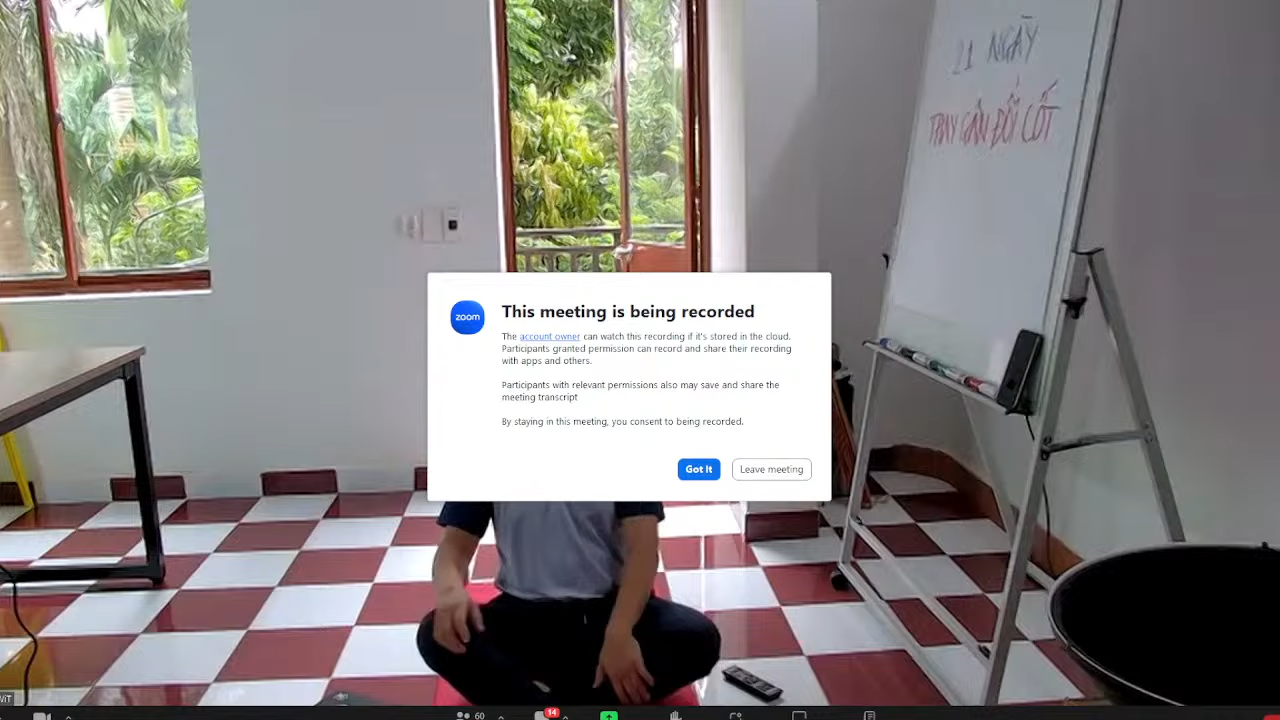 21 NGÀY
THAY GÂN ĐỔI CỐT
zoom
This meeting is being recorded
The account owner can watch this recording if it's stored in the cloud.
Participants granted permission can record and share their recording
with apps and others.
Participants with relevant permissions also may save and share the
meeting transcript
By staying in this meeting, you consent to being recorded.
Got it
Leave meeting
60
14